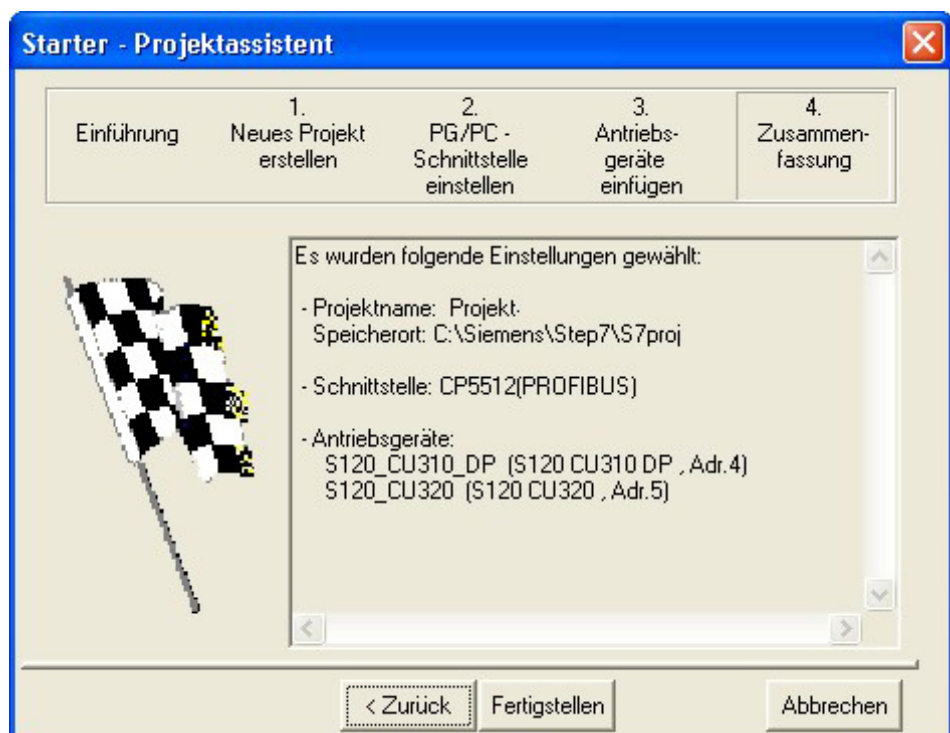 Starter - Projektassistent
Einführung
1.
Neues Projekt
erstellen
2.
PG/PC -
Schnittstelle
einstellen
3.
Antriebs-
geräte
einfügen
4.
Zusammen-
fassung
Es wurden folgende Einstellungen gewählt:
- Projektname: Projekt-
Speicherort: C:\Siemens\Step7\S7proj
- Schnittstelle: CP5512(PROFIBUS)
- Antriebsgeräte:
S120_CU310_DP (S120 CU310 DP , Adr.4)
S120_CU320 (S120 CU320 , Adr.5)
< Zurück
Fertigstellen
Abbrechen